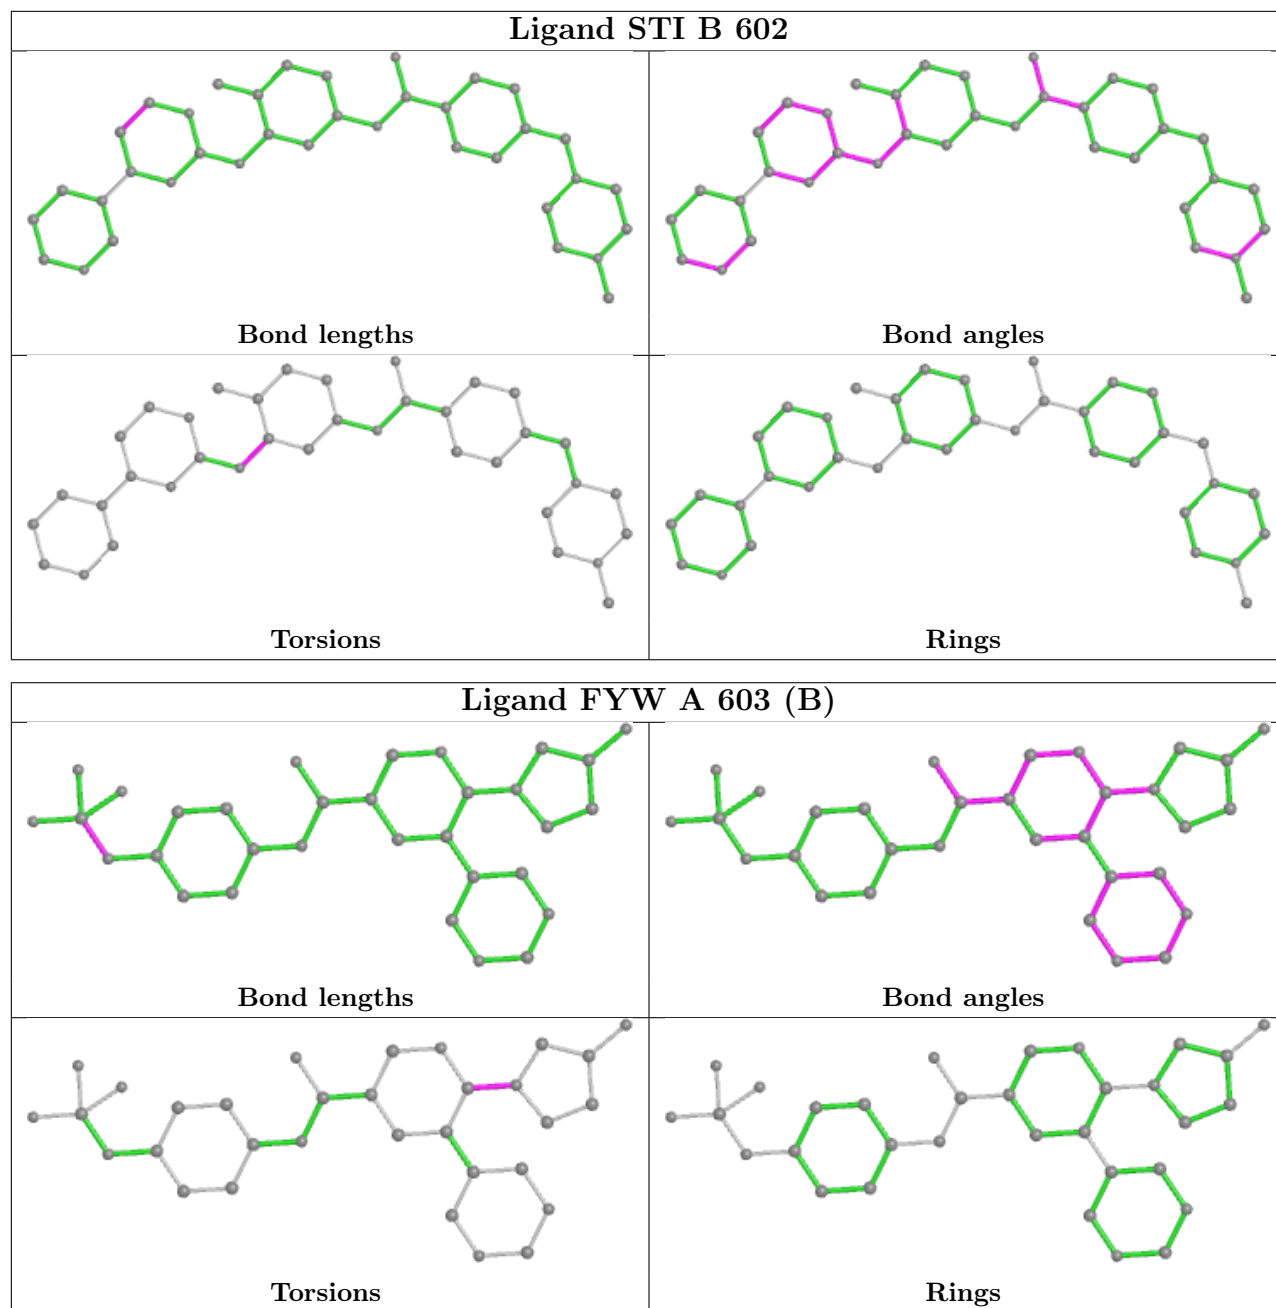 Ligand STI B 602
Bond lengths
Bond angles
Torsions
Rings
Ligand FYW A 603 (B)
Bond lengths
Bond angles
Torsions
Rings